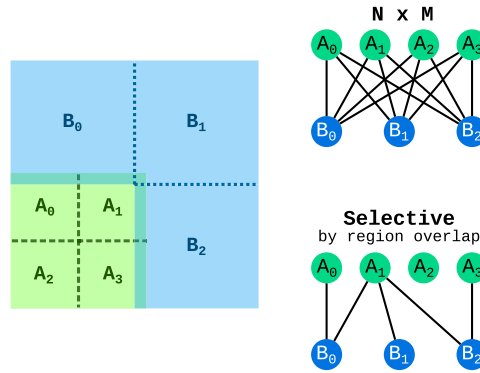 N x M
A₀ A₁ A₂ A₃
B₀ B₁ B₂
B₀ B₁
A₀ A₁
B₂
A₂ A₃
Selective
by region overlap
A₀ A₁ A₂ A₃
B₀ B₁ B₂